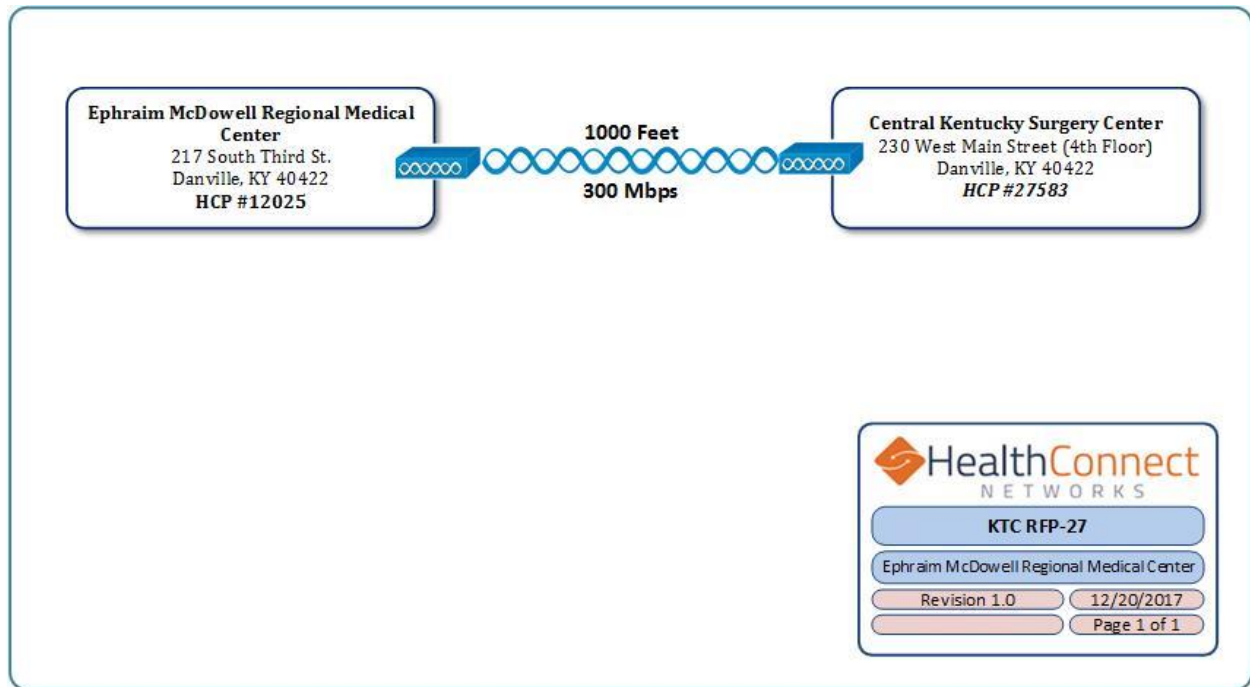 Ephraim McDowell Regional Medical
Center
217 South Third St.
Danville, KY 40422
HCP #12025
1000 Feet
300 Mbps
Central Kentucky Surgery Center
230 West Main Street (4th Floor)
Danville, KY 40422
HCP #27583
HealthConnect
NETWORKS
KTC RFP-27
Ephraim McDowell Regional Medical Center
Revision 1.0
12/20/2017
Page 1 of 1